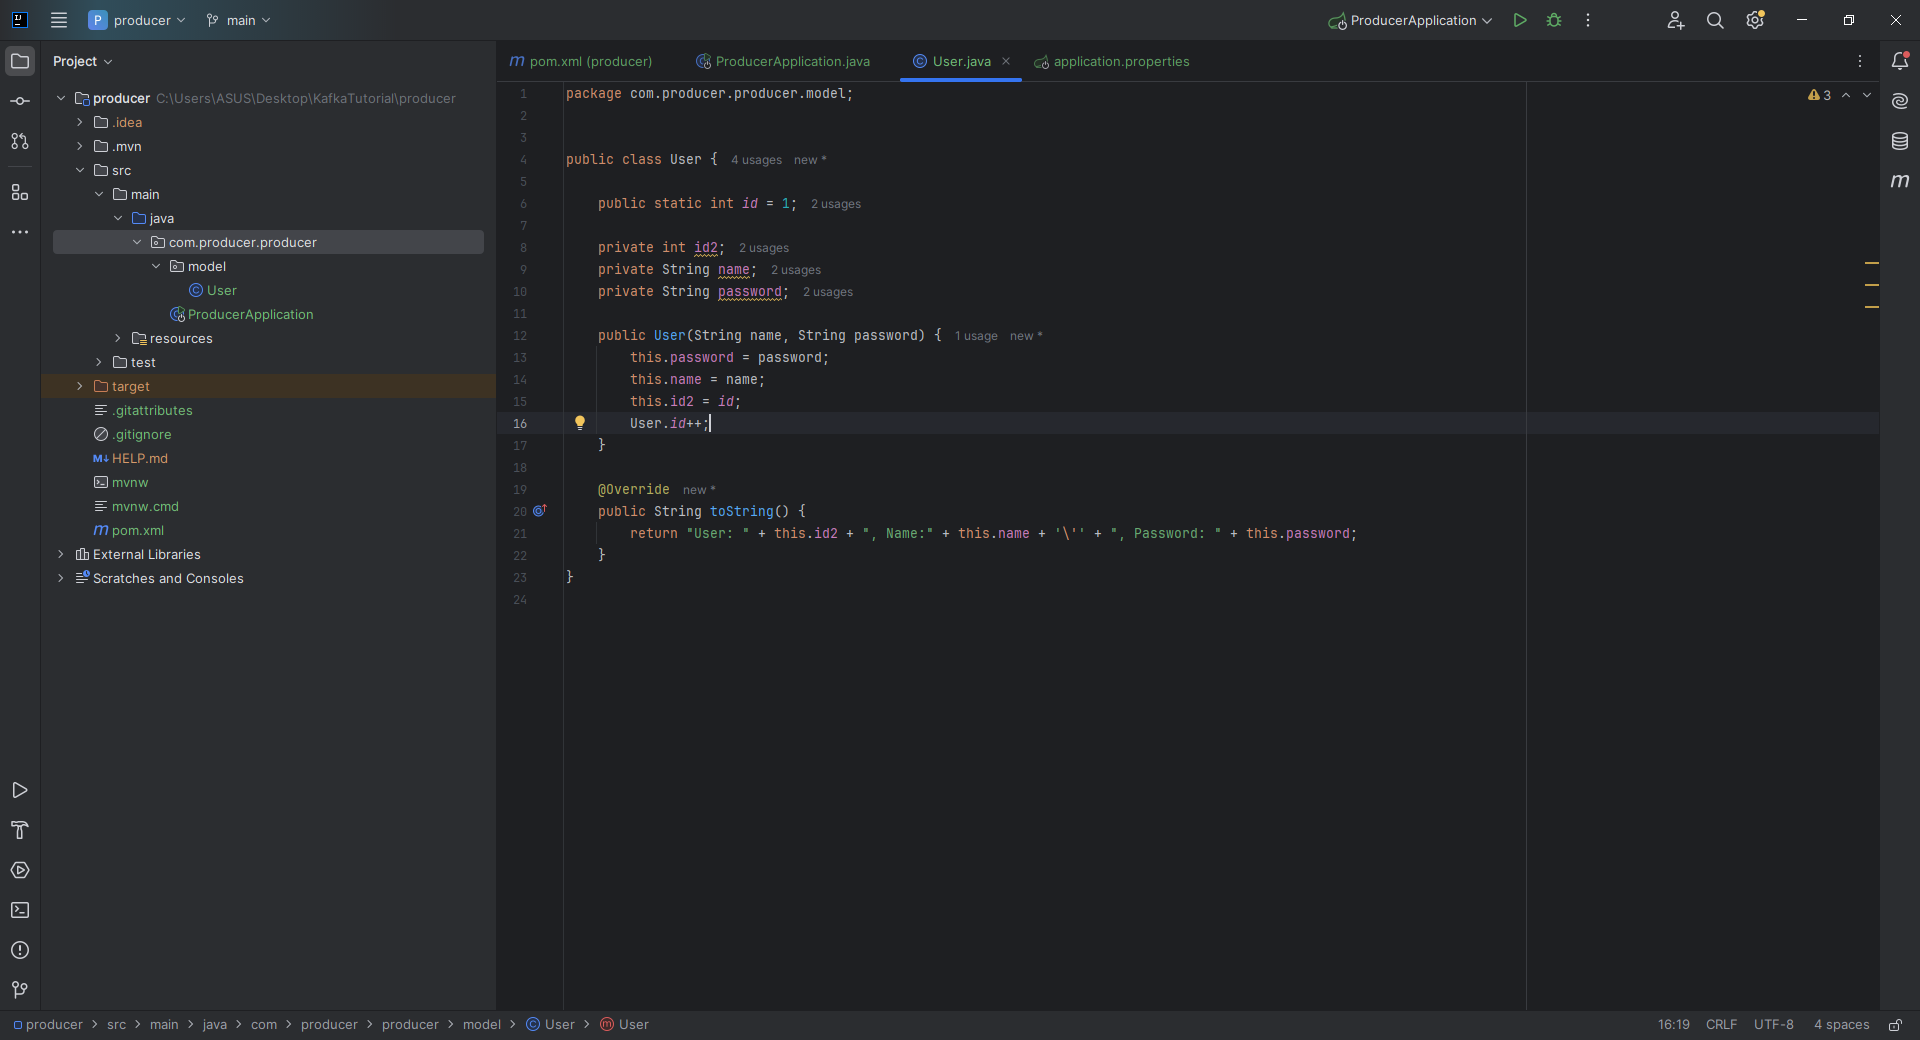 producer main ProducerApplication
Project
producer C:\Users\ASUS\Desktop\KafkaTutorial\producer
.idea
.mvn
src
main
java
com.producer.producer
model
User
ProducerApplication
resources
test
target
.gitattributes
.gitignore
HELP.md
mvnw
mvnw.cmd
pom.xml
External Libraries
Scratches and Consoles
pom.xml (producer) ProducerApplication.java User.java application.properties
3
1 package com.producer.producer.model;
2
3
4 public class User { 4 usages new *
5
6 public static int id = 1; 2 usages
7
8 private int id2; 2 usages
9 private String name; 2 usages
10 private String password; 2 usages
11
12 public User(String name, String password) { 1 usage new *
13 this.password = password;
14 this.name = name;
15 this.id2 = id;
16 User.id++;
17 }
18
19 @Override new *
20 public String toString() {
21 return "User: " + this.id2 + ", Name:" + this.name + '\'' + ", Password: " + this.password;
22 }
23 }
24
producer > src > main > java > com > producer > producer > model > User > User
16:19 CRLF UTF-8 4 spaces